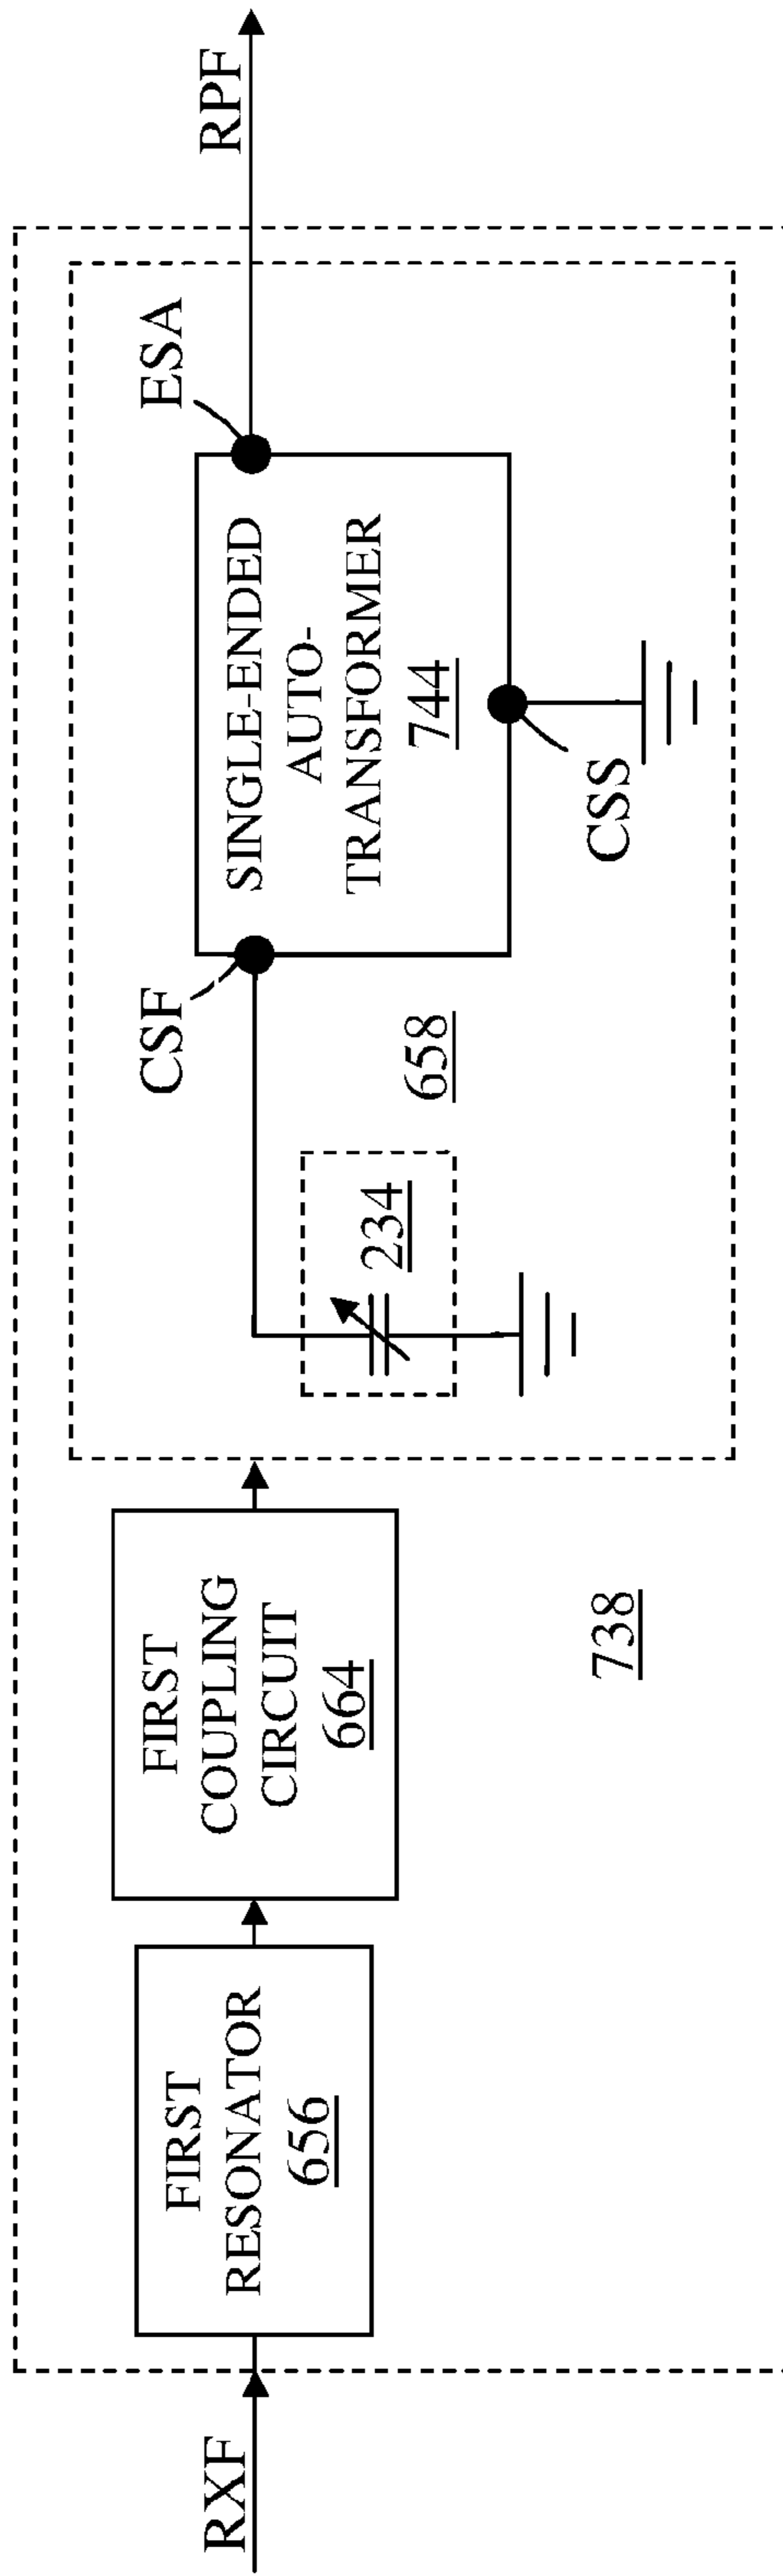 RXF
FIRST
RESONATOR
656
FIRST
COUPLING
CIRCUIT
664
738
234
658
CSF
SINGLE-ENDED
AUTO-
TRANSFORMER
744
CSS
ESA
RPF